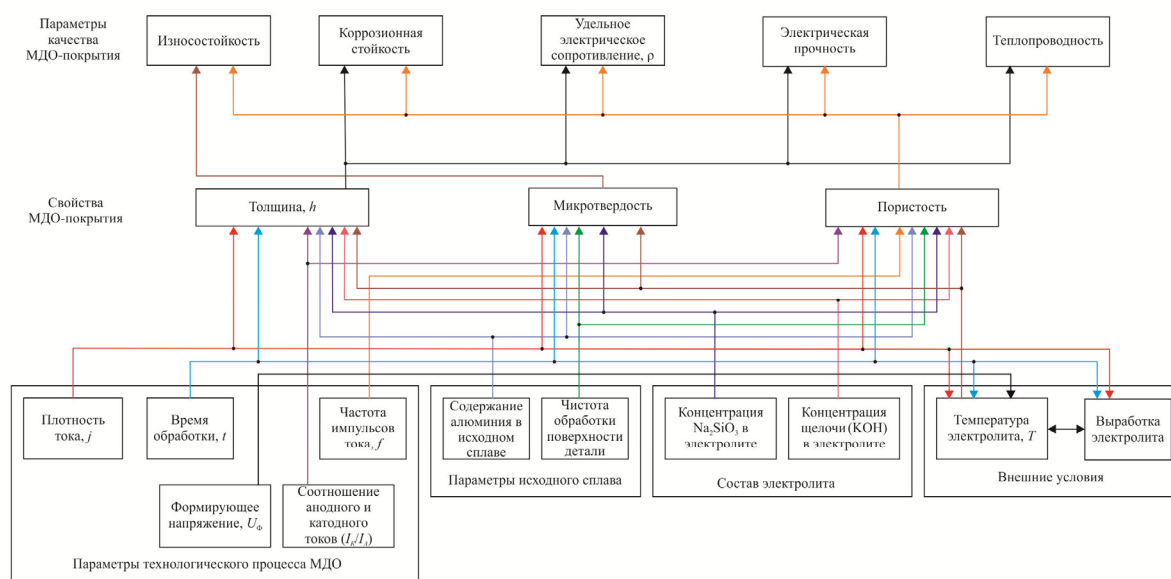 Параметры
качества
МДО-покрытия
Износостойкость
Коррозионная
стойкость
Удельное
электрическое
сопротивление, ρ
Электрическая
прочность
Теплопроводность
Свойства
МДО-покрытия
Толщина, h
Микротвердость
Пористость
Плотность
тока, j
Время
обработки, t
Частота
импульсов
тока, f
Формирующее
напряжение, UФ
Соотношение
анодного и
катодного
токов (IК/IА)
Параметры технологического процесса МДО
Содержание
алюминия в
исходном
сплаве
Чистота
обработки
поверхности
детали
Параметры исходного сплава
Концентрация
Na₂SiO₃ в
электролите
Концентрация
щелочи (KOH)
в электролите
Состав электролита
Температура
электролита, T
Выработка
электролита
Внешние условия